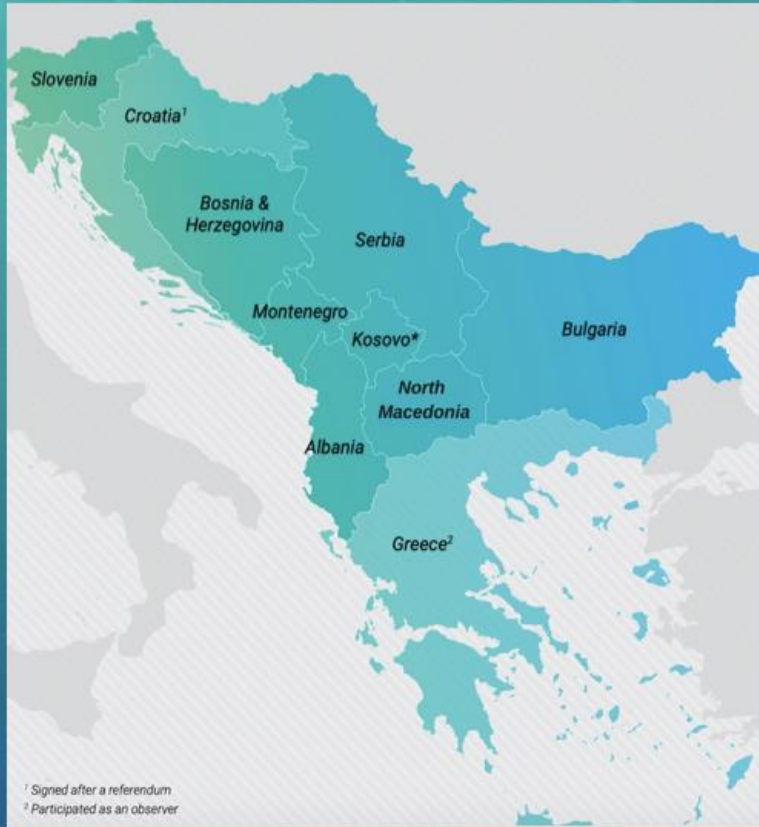 Slovenia
Croatia¹
Bosnia &
Herzegovina
Serbia
Montenegro
Kosovo*
Bulgaria
North
Macedonia
Albania
Greece²
¹ Signed after a referendum
² Participated as an observer